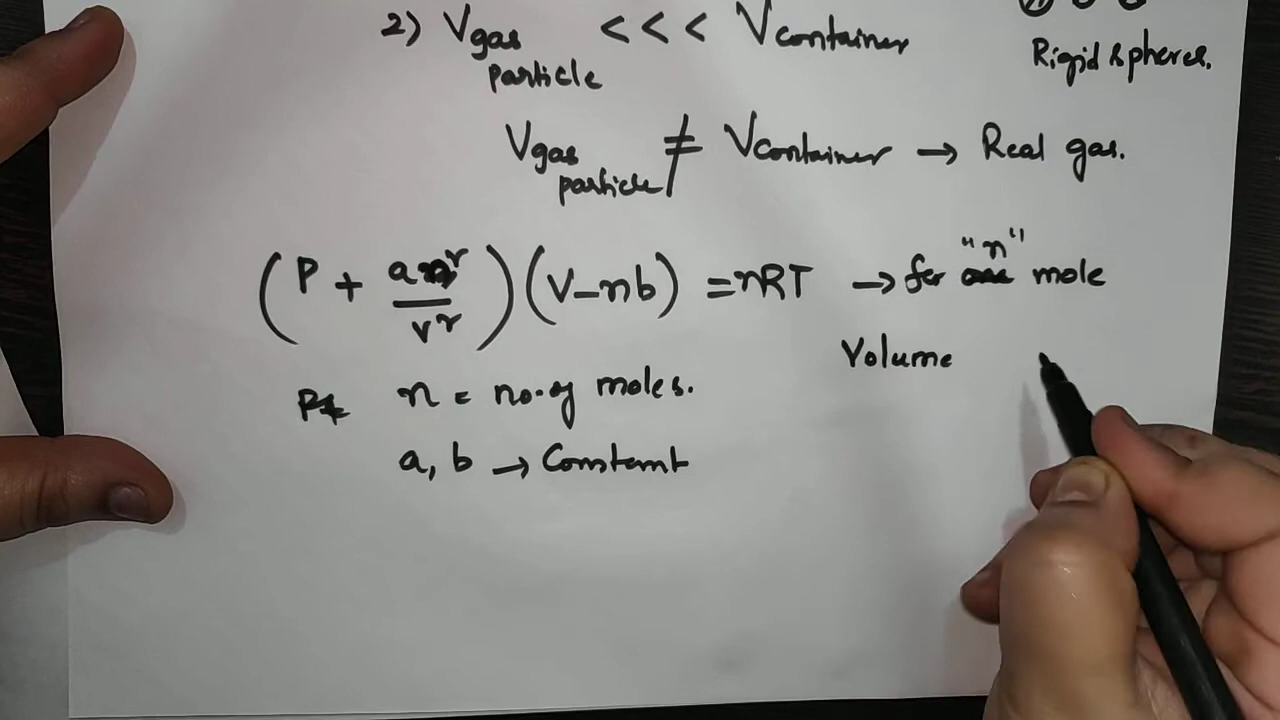 2) Vgas <<< Vcontainer
particle
Rigid spheres.
Vgas ≠ Vcontainer → Real gas.
particle
(P + an²/V²)(V-nb) = nRT → for "n" mole
Volume
n = no. of moles.
a, b → Constant